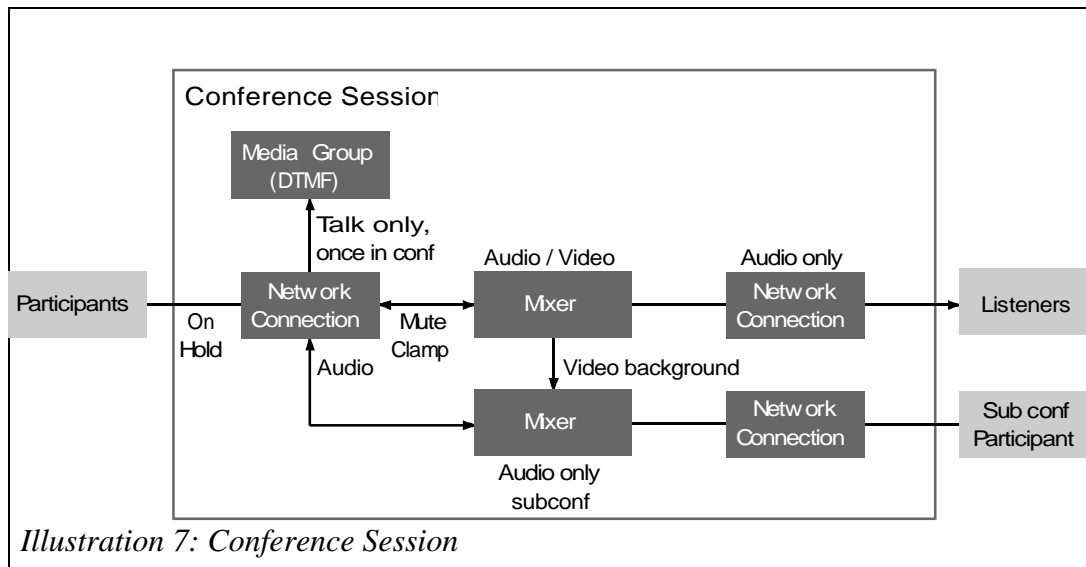 Conference Session
Media Group
(DTMF)
Talk only,
once in conf
Audio / Video
Audio only
Participants
Network
Connection
Mixer
Network
Connection
Listeners
On
Hold
Mute
Clamp
Audio
Video background
Mixer
Network
Connection
Sub conf
Participant
Audio only
subconf
Illustration 7: Conference Session